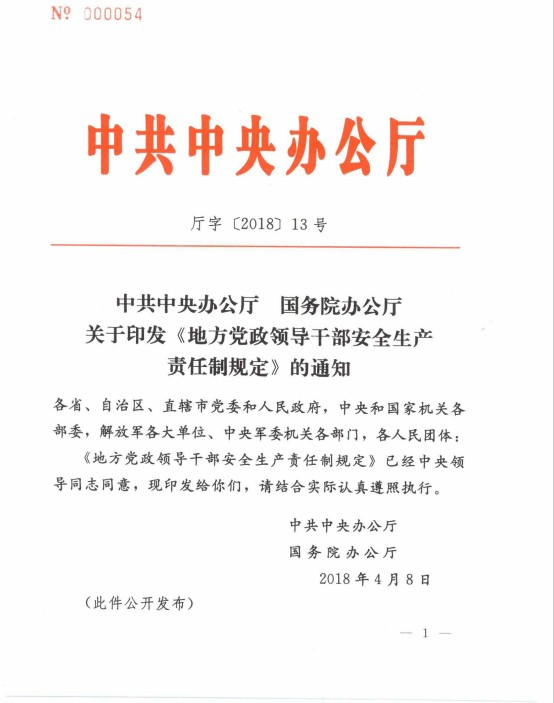 № 000054
中共中央办公厅
厅字〔2018〕13号
中共中央办公厅 国务院办公厅
关于印发《地方党政领导干部安全生产
责任制规定》的通知
各省、自治区、直辖市党委和人民政府，中央和国家机关各
部委，解放军各大单位、中央军委机关各部门，各人民团体：
《地方党政领导干部安全生产责任制规定》已经中央领
导同志同意，现印发给你们，请结合实际认真遵照执行。
中共中央办公厅
国务院办公厅
2018年4月8日
（此件公开发布）
— 1 —